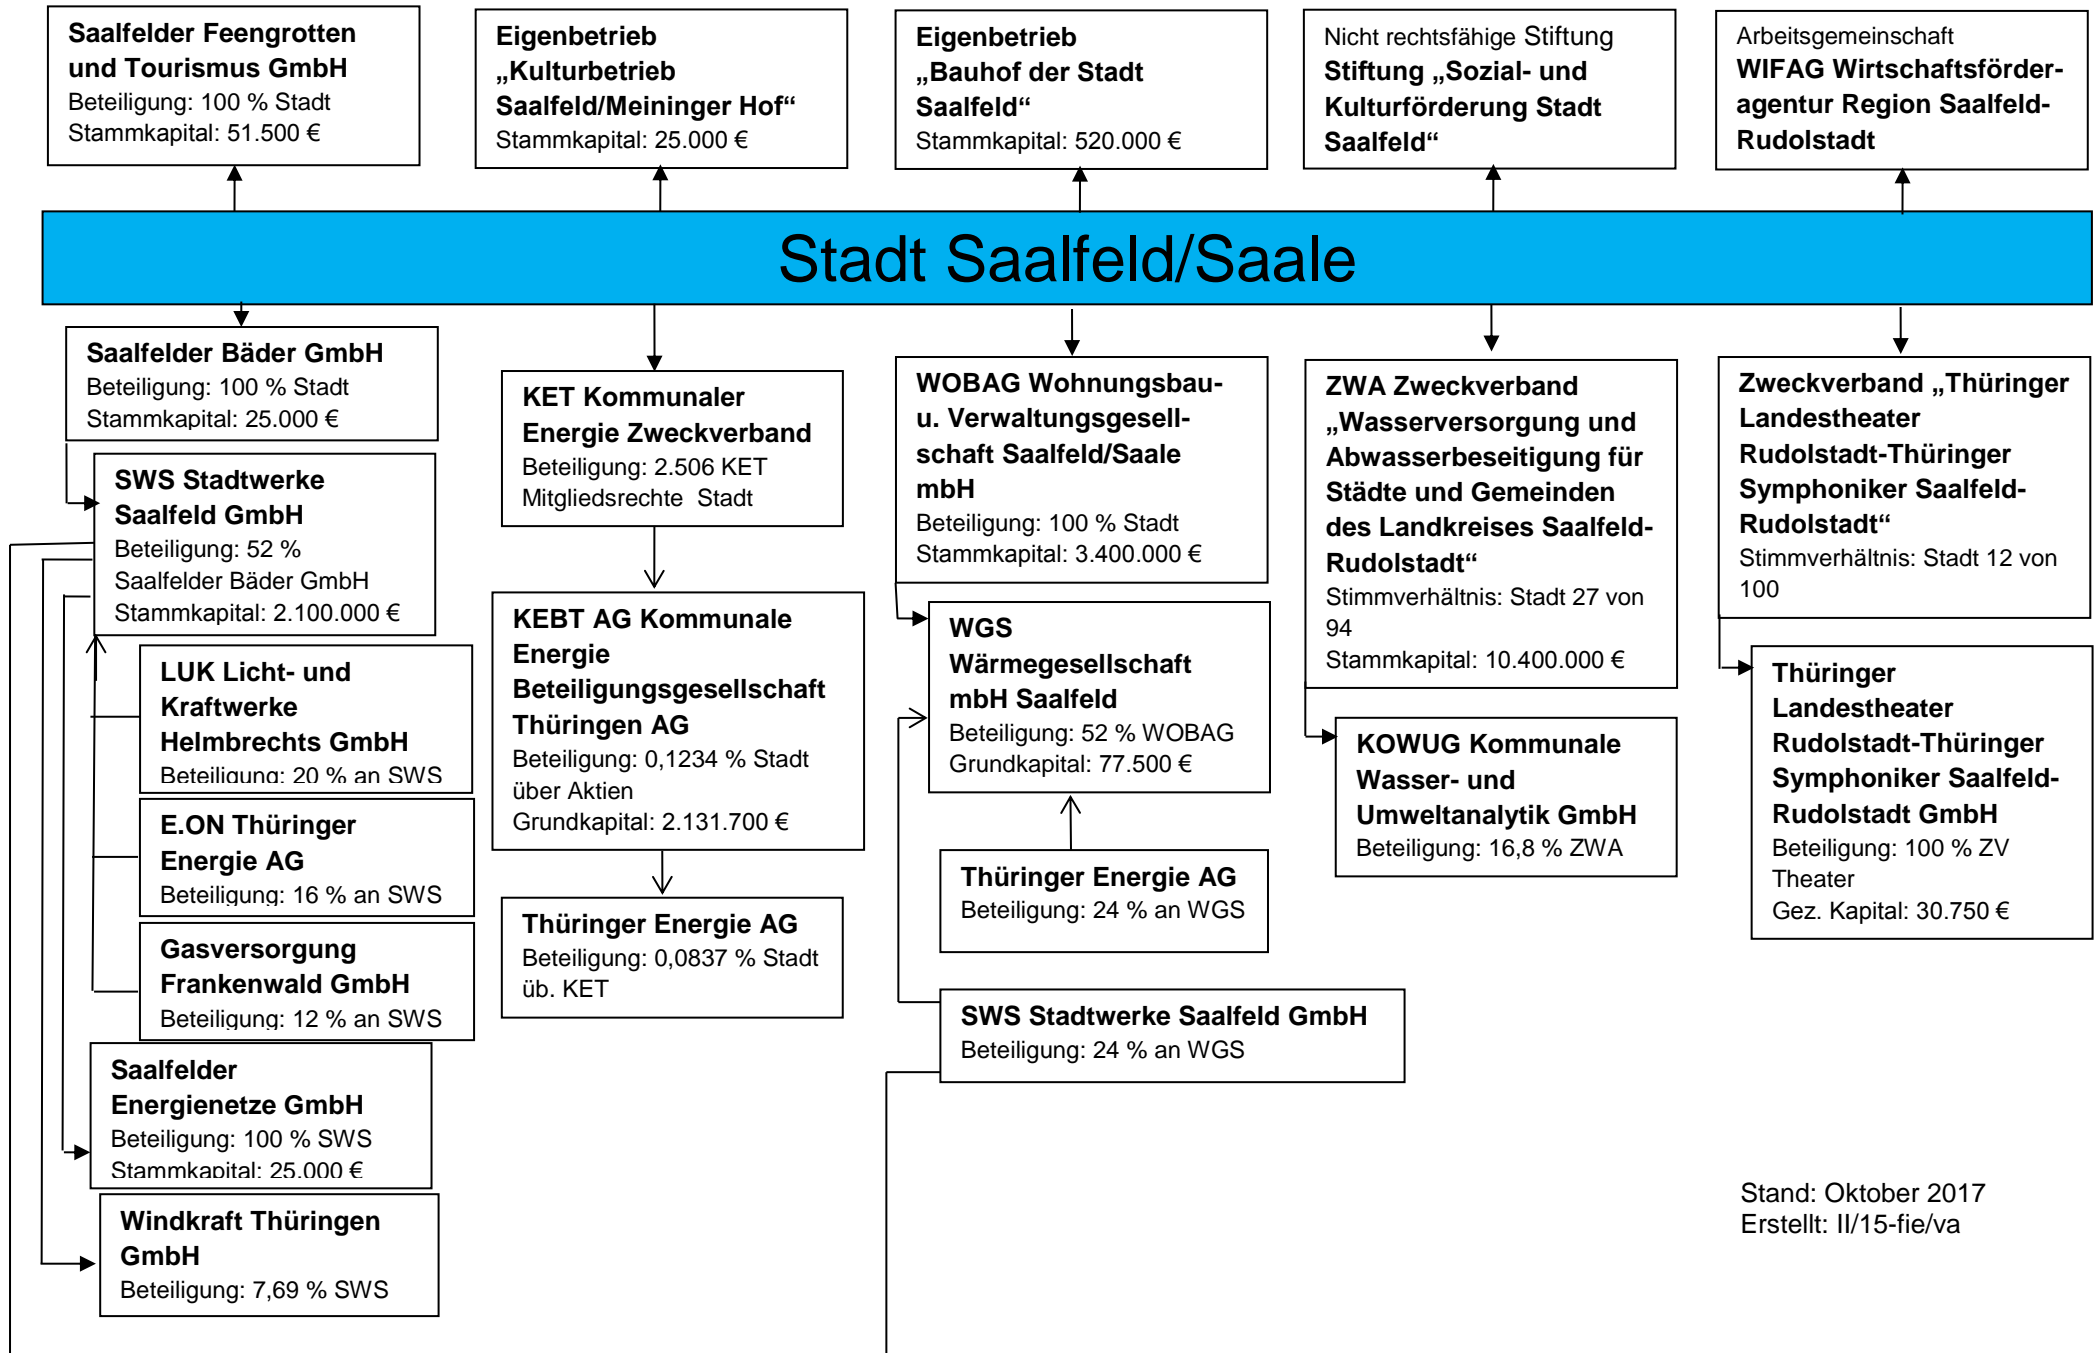 Saalfelder Feengrotten
und Tourismus GmbH
Beteiligung: 100 % Stadt
Stammkapital: 51.500 €
Eigenbetrieb
„Kulturbetrieb
Saalfeld/Meininger Hof“
Stammkapital: 25.000 €
Eigenbetrieb
„Bauhof der Stadt
Saalfeld“
Stammkapital: 520.000 €
Nicht rechtsfähige Stiftung
Stiftung „Sozial- und
Kulturförderung Stadt
Saalfeld“
Arbeitsgemeinschaft
WIFAG Wirtschaftsförder-
agentur Region Saalfeld-
Rudolstadt
Stadt Saalfeld/Saale
Saalfelder Bäder GmbH
Beteiligung: 100 % Stadt
Stammkapital: 25.000 €
SWS Stadtwerke
Saalfeld GmbH
Beteiligung: 52 %
Saalfelder Bäder GmbH
Stammkapital: 2.100.000 €
LUK Licht- und
Kraftwerke
Helmbrechts GmbH
Beteiligung: 20 % an SWS
E.ON Thüringer
Energie AG
Beteiligung: 16 % an SWS
Gasversorgung
Frankenwald GmbH
Beteiligung: 12 % an SWS
Saalfelder
Energienetze GmbH
Beteiligung: 100 % SWS
Stammkapital: 25.000 €
Windkraft Thüringen
GmbH
Beteiligung: 7,69 % SWS
KET Kommunaler
Energie Zweckverband
Beteiligung: 2.506 KET
Mitgliedsrechte  Stadt
KEBT AG Kommunale
Energie
Beteiligungsgesellschaft
Thüringen AG
Beteiligung: 0,1234 % Stadt
über Aktien
Grundkapital: 2.131.700 €
Thüringer Energie AG
Beteiligung: 0,0837 % Stadt
üb. KET
WOBAG Wohnungsbau-
u. Verwaltungsgesell-
schaft Saalfeld/Saale
mbH
Beteiligung: 100 % Stadt
Stammkapital: 3.400.000 €
WGS
Wärmegesellschaft
mbH Saalfeld
Beteiligung: 52 % WOBAG
Grundkapital: 77.500 €
Thüringer Energie AG
Beteiligung: 24 % an WGS
SWS Stadtwerke Saalfeld GmbH
Beteiligung: 24 % an WGS
ZWA Zweckverband
„Wasserversorgung und
Abwasserbeseitigung für
Städte und Gemeinden
des Landkreises Saalfeld-
Rudolstadt“
Stimmverhältnis: Stadt 27 von
94
Stammkapital: 10.400.000 €
KOWUG Kommunale
Wasser- und
Umweltanalytik GmbH
Beteiligung: 16,8 % ZWA
Zweckverband „Thüringer
Landestheater
Rudolstadt-Thüringer
Symphoniker Saalfeld-
Rudolstadt“
Stimmverhältnis: Stadt 12 von
100
Thüringer
Landestheater
Rudolstadt-Thüringer
Symphoniker Saalfeld-
Rudolstadt GmbH
Beteiligung: 100 % ZV
Theater
Gez. Kapital: 30.750 €
Stand: Oktober 2017
Erstellt: II/15-fie/va